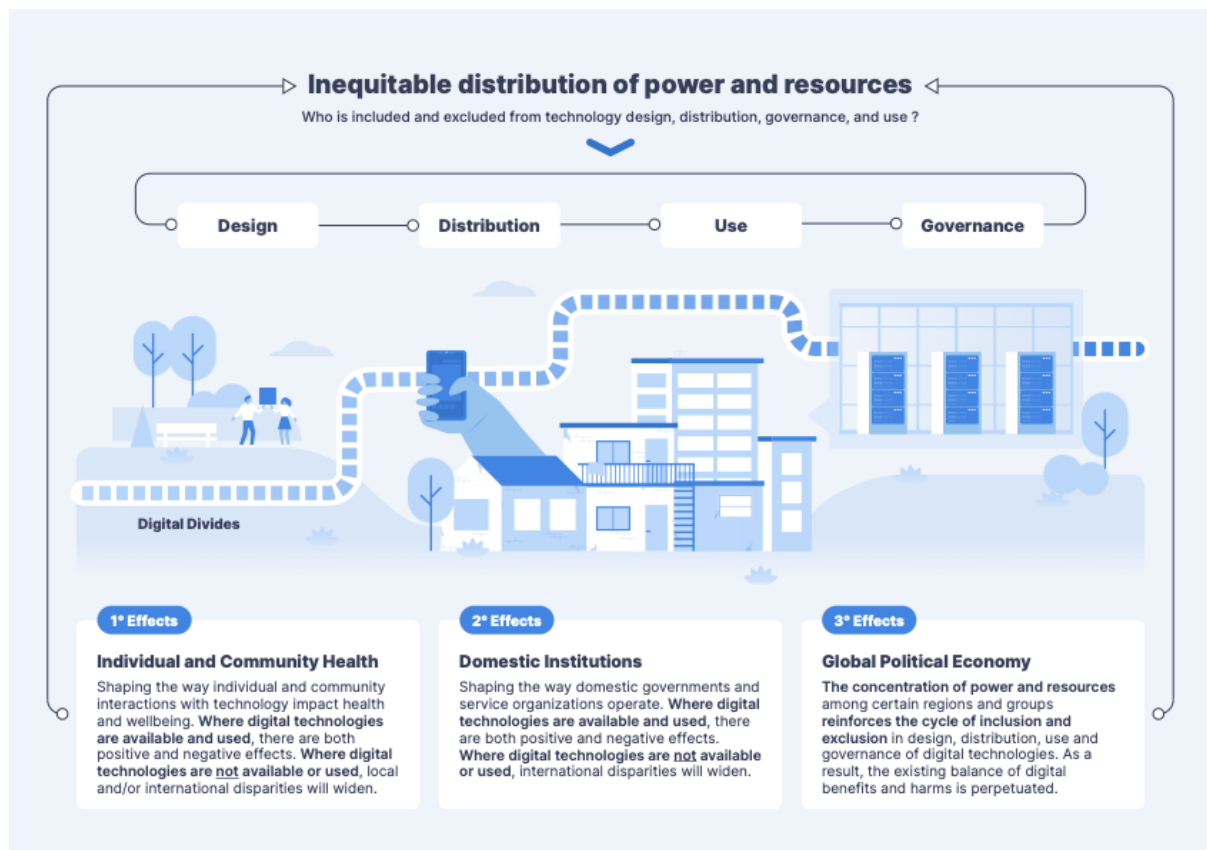 Inequitable distribution of power and resources
Who is included and excluded from technology design, distribution, governance, and use ?
Design
Distribution
Use
Governance
Digital Divides
1° Effects
Individual and Community Health
Shaping the way individual and community
interactions with technology impact health
and wellbeing. Where digital technologies
are available and used, there are both
positive and negative effects. Where digital
technologies are not available or used, local
and/or international disparities will widen.
2° Effects
Domestic Institutions
Shaping the way domestic governments and
service organizations operate. Where digital
technologies are available and used, there
are both positive and negative effects.
Where digital technologies are not available
or used, international disparities will widen.
3° Effects
Global Political Economy
The concentration of power and resources
among certain regions and groups
reinforces the cycle of inclusion and
exclusion in design, distribution, use and
governance of digital technologies. As a
result, the existing balance of digital
benefits and harms is perpetuated.